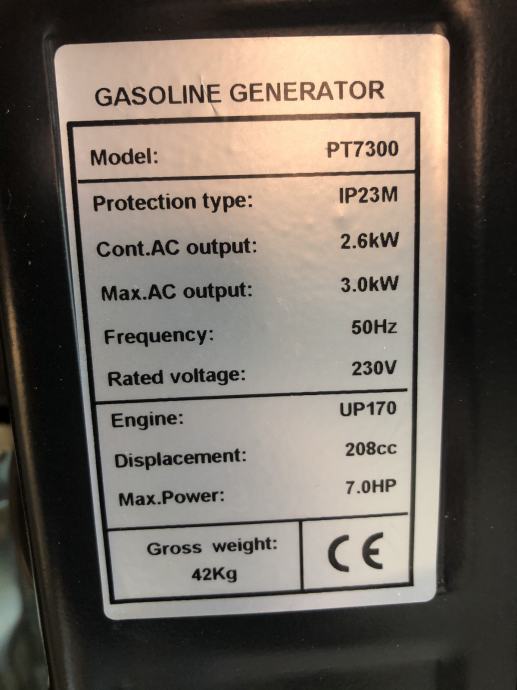 GASOLINE GENERATOR
Model: PT7300
Protection type: IP23M
Cont.AC output: 2.6kW
Max.AC output: 3.0kW
Frequency: 50Hz
Rated voltage: 230V
Engine: UP170
Displacement: 208cc
Max.Power: 7.0HP
Gross weight:
42Kg
CE